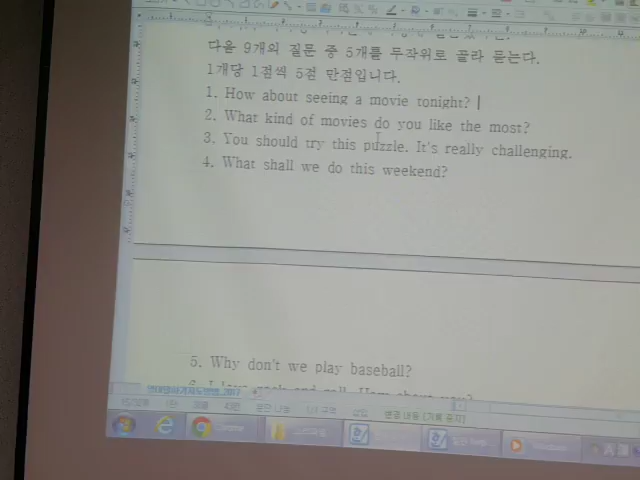 다음 9개의 질문 중 5개를 무작위로 골라 묻는다.
1개당 1점씩 5점 만점입니다.
1. How about seeing a movie tonight?
2. What kind of movies do you like the most?
3. You should try this puzzle. It's really challenging.
4. What shall we do this weekend?
5. Why don't we play baseball?